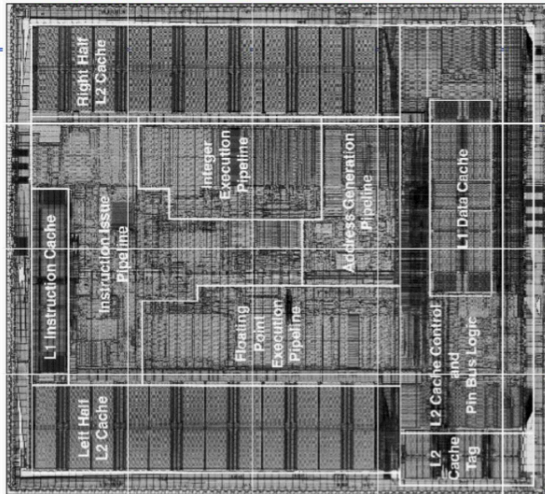 Right Half
L2 Cache
L1 Instruction Cache
Instruction Issue
Pipeline
Integer
Execution
Pipeline
Address Generation
Pipeline
L1 Data Cache
Floating
Point
Execution
Pipeline
Left Half
L2 Cache
L2 Cache Control
and
Pin Bus Logic
L2
Cache
Tag